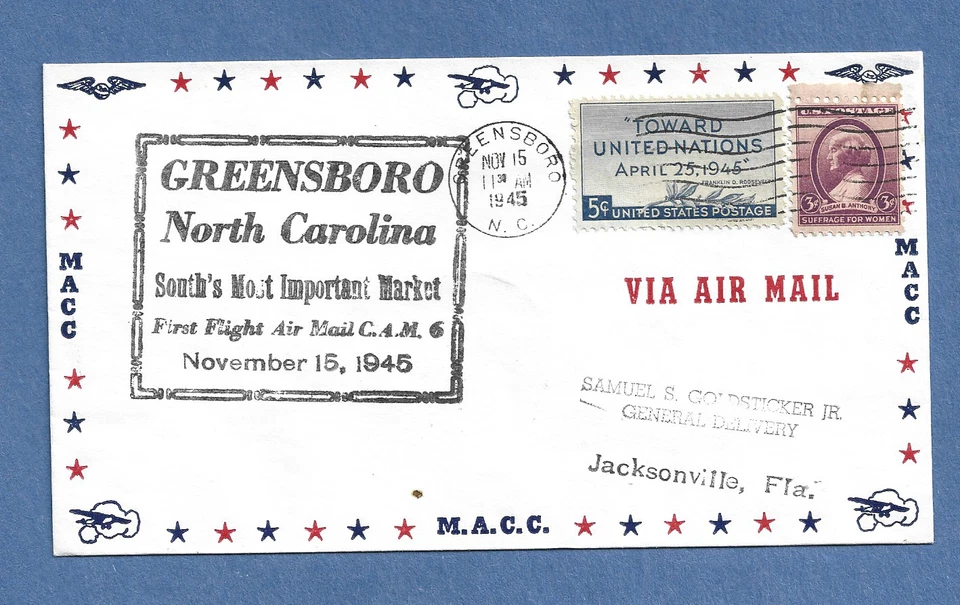 GREENSBORO
North Carolina
South's Most Important Market
First Flight Air Mail C.A.M. 6
November 15, 1945
GREENSBORO
NOV 15
11 30 AM
1945
N. C.
"TOWARD
UNITED NATIONS
APRIL 25, 1945"
FRANKLIN D. ROOSEVELT
5¢ UNITED STATES POSTAGE
U.S. POSTAGE
3¢ SUSAN B. ANTHONY 3¢
SUFFRAGE FOR WOMEN
MACC
MACC
VIA AIR MAIL
SAMUEL S. GOLDSTICKER JR.
GENERAL DELIVERY
Jacksonville, Fla.
M.A.C.C.